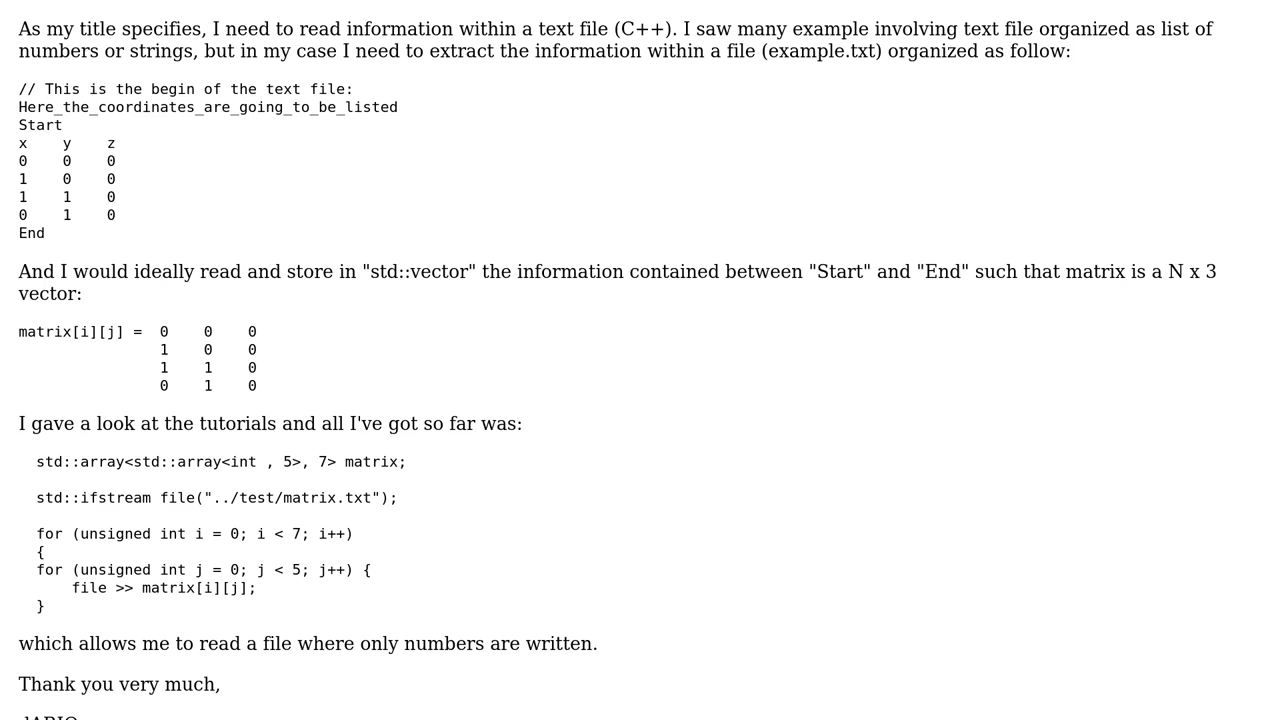 As my title specifies, I need to read information within a text file (C++). I saw many example involving text file organized as list of
numbers or strings, but in my case I need to extract the information within a file (example.txt) organized as follow:
// This is the begin of the text file:
Here_the_coordinates_are_going_to_be_listed
Start
x    y    z
0    0    0
1    0    0
1    1    0
0    1    0
End
And I would ideally read and store in "std::vector" the information contained between "Start" and "End" such that matrix is a N x 3
vector:
matrix[i][j] =  0    0    0
                1    0    0
                1    1    0
                0    1    0
I gave a look at the tutorials and all I've got so far was:
  std::array<std::array<int , 5>, 7> matrix;
  std::ifstream file("../test/matrix.txt");
  for (unsigned int i = 0; i < 7; i++)
  {
  for (unsigned int j = 0; j < 5; j++) {
      file >> matrix[i][j];
  }
which allows me to read a file where only numbers are written.
Thank you very much,